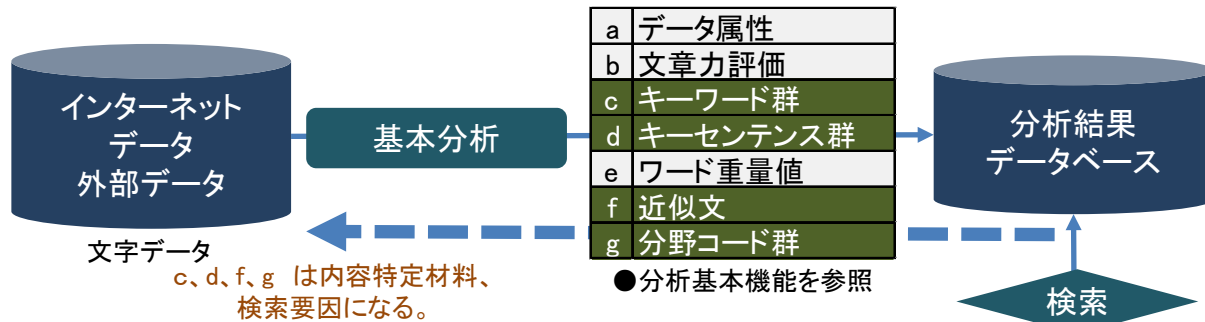 インターネット
データ
外部データ
文字データ
基本分析
a データ属性
b 文章力評価
c キーワード群
d キーセンテンス群
e ワード重量値
f 近似文
g 分野コード群
●分析基本機能を参照
分析結果
データベース
検索
c、d、f、g は内容特定材料、
検索要因になる。